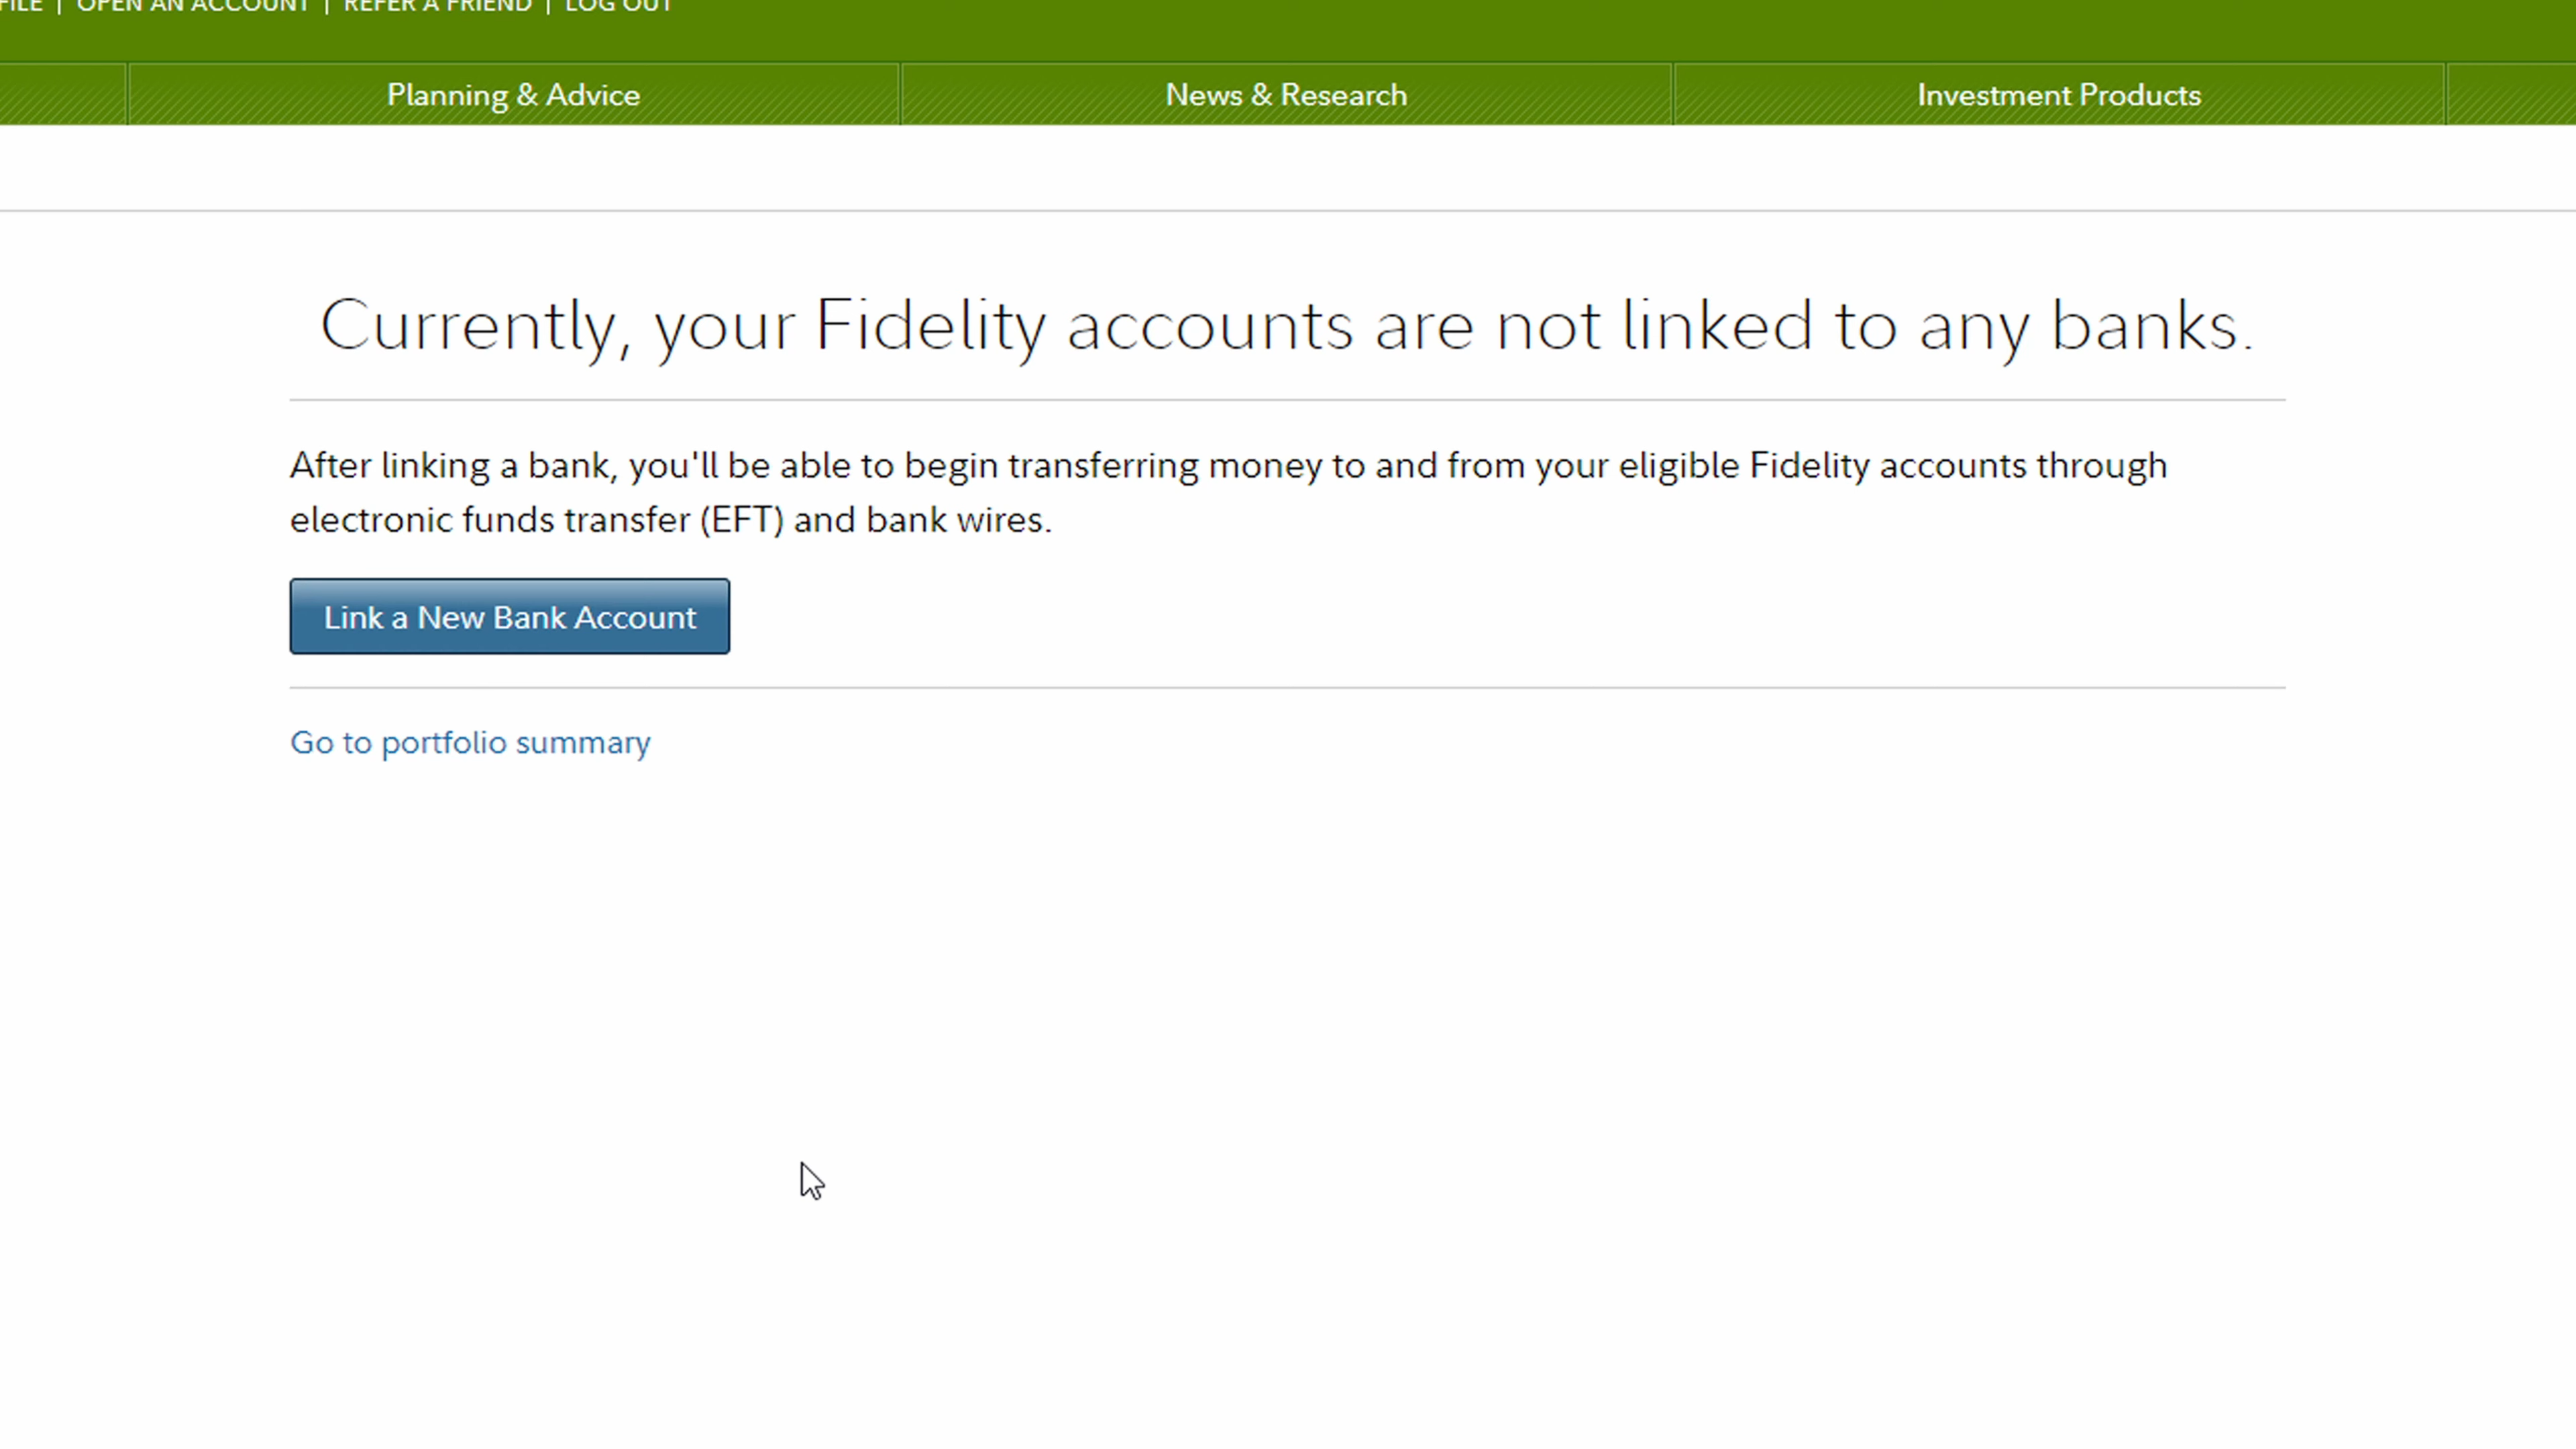 FILE | OPEN AN ACCOUNT | REFER A FRIEND | LOG OUT
Planning & Advice
News & Research
Investment Products
Currently, your Fidelity accounts are not linked to any banks.
After linking a bank, you'll be able to begin transferring money to and from your eligible Fidelity accounts through
electronic funds transfer (EFT) and bank wires.
Link a New Bank Account
Go to portfolio summary